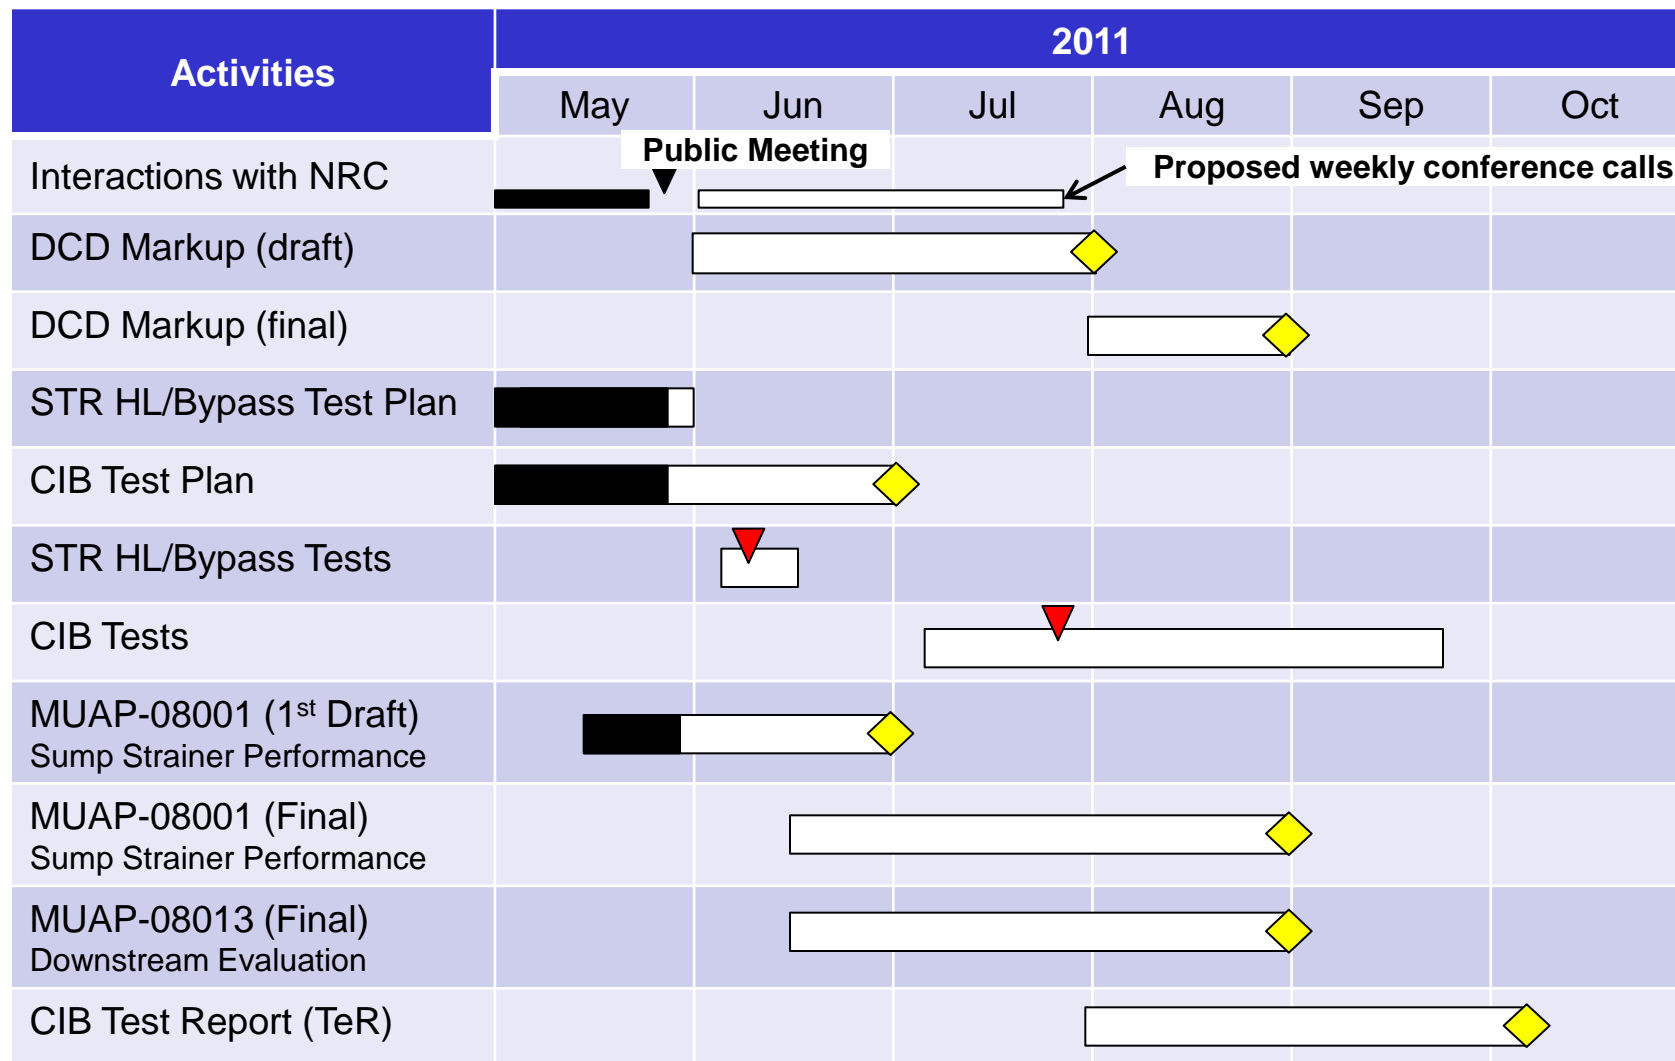 Activities
2011
May Jun Jul Aug Sep Oct
Interactions with NRC
Public Meeting
Proposed weekly conference calls
DCD Markup (draft)
DCD Markup (final)
STR HL/Bypass Test Plan
CIB Test Plan
STR HL/Bypass Tests
CIB Tests
MUAP-08001 (1st Draft)
Sump Strainer Performance
MUAP-08001 (Final)
Sump Strainer Performance
MUAP-08013 (Final)
Downstream Evaluation
CIB Test Report (TeR)